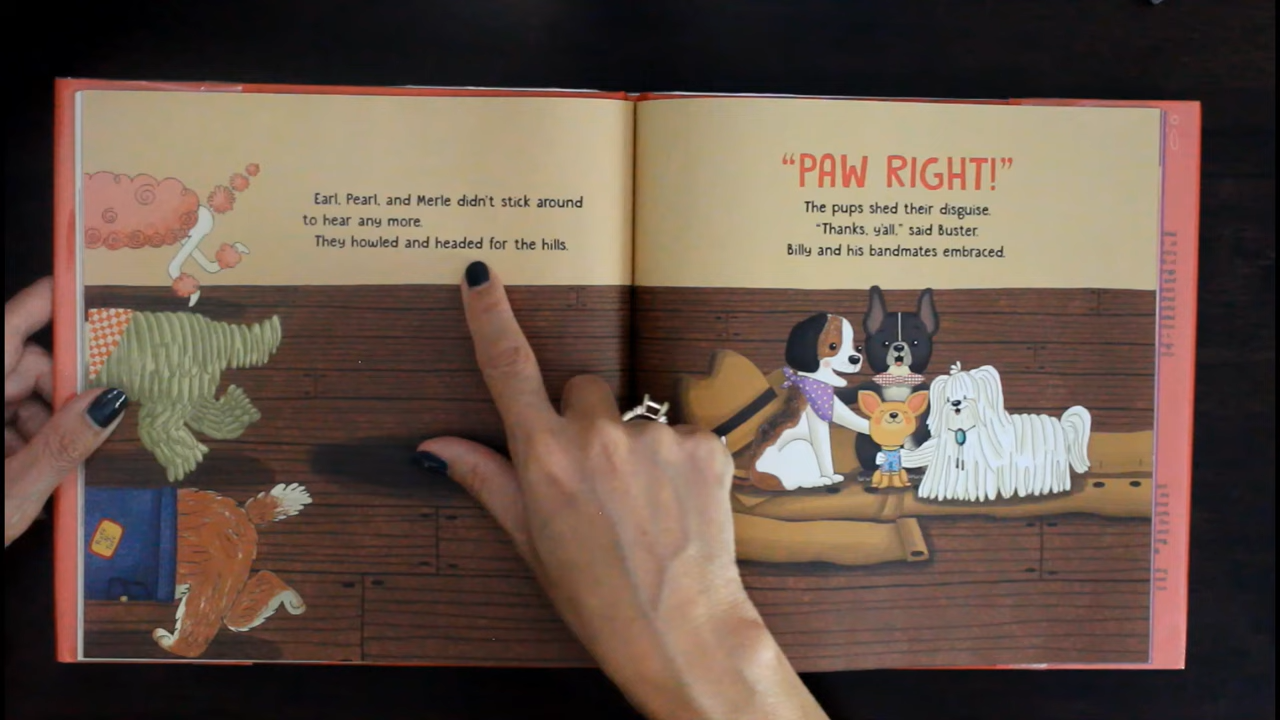 Earl, Pearl, and Merle didn't stick around
to hear any more.
They howled and headed for the hills.
"PAW RIGHT!"
The pups shed their disguise.
"Thanks, y'all," said Buster.
Billy and his bandmates embraced.